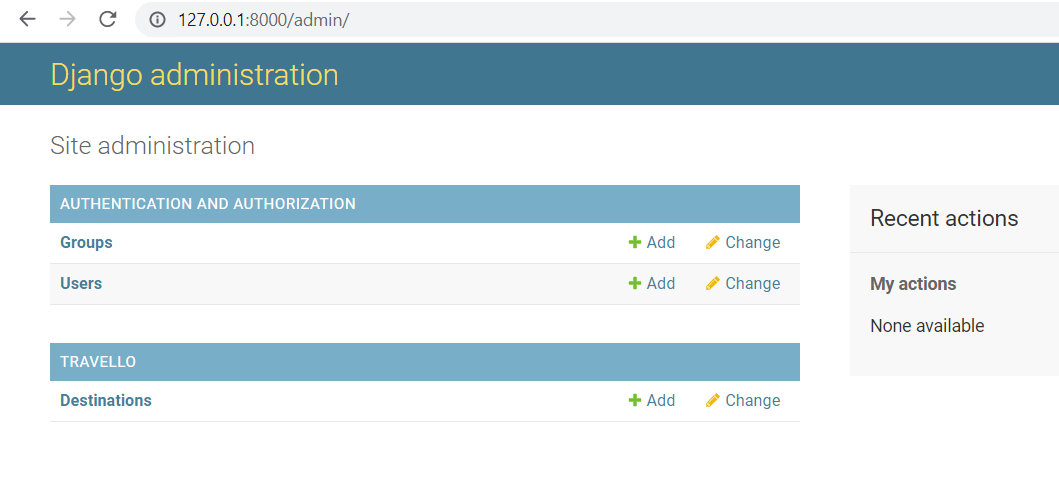 127.0.0.1:8000/admin/
Django administration
Site administration
AUTHENTICATION AND AUTHORIZATION
Groups Add Change
Users Add Change
TRAVELLO
Destinations Add Change
Recent actions
My actions
None available